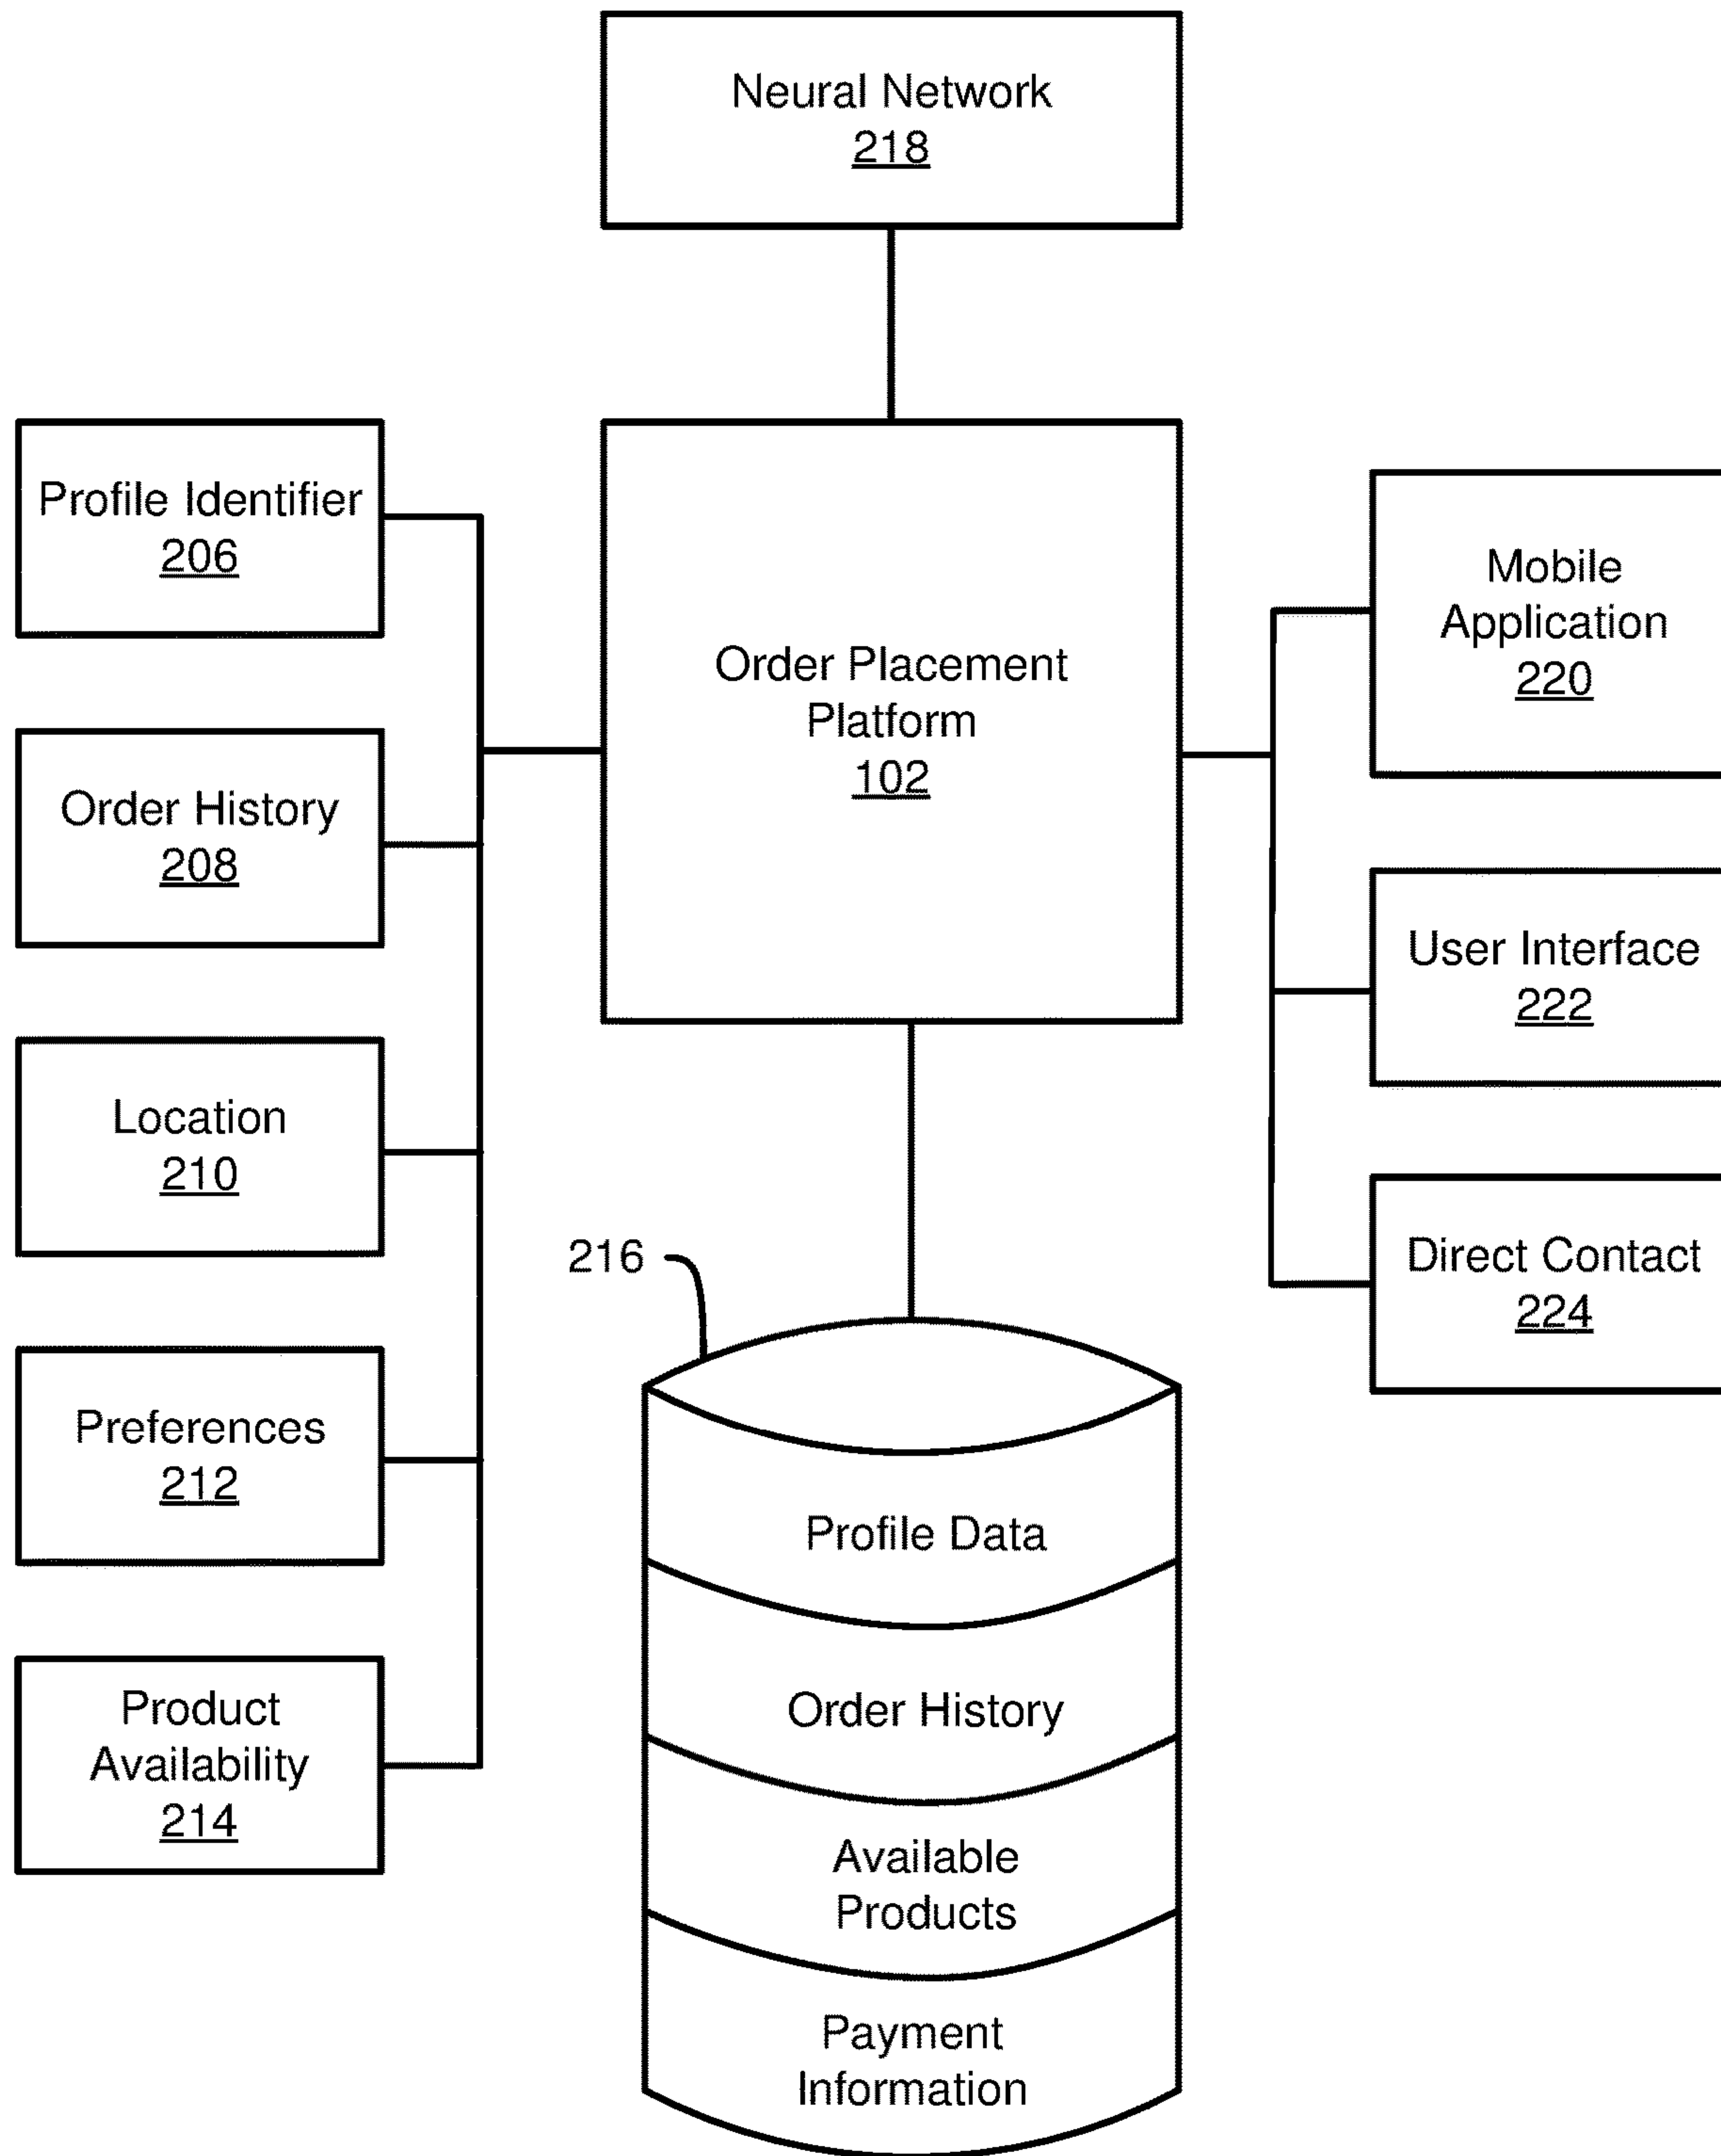 Neural Network
218
Profile Identifier
206
Order History
208
Location
210
Preferences
212
Product
Availability
214
Order Placement
Platform
102
216
Profile Data
Order History
Available
Products
Payment
Information
Mobile
Application
220
User Interface
222
Direct Contact
224